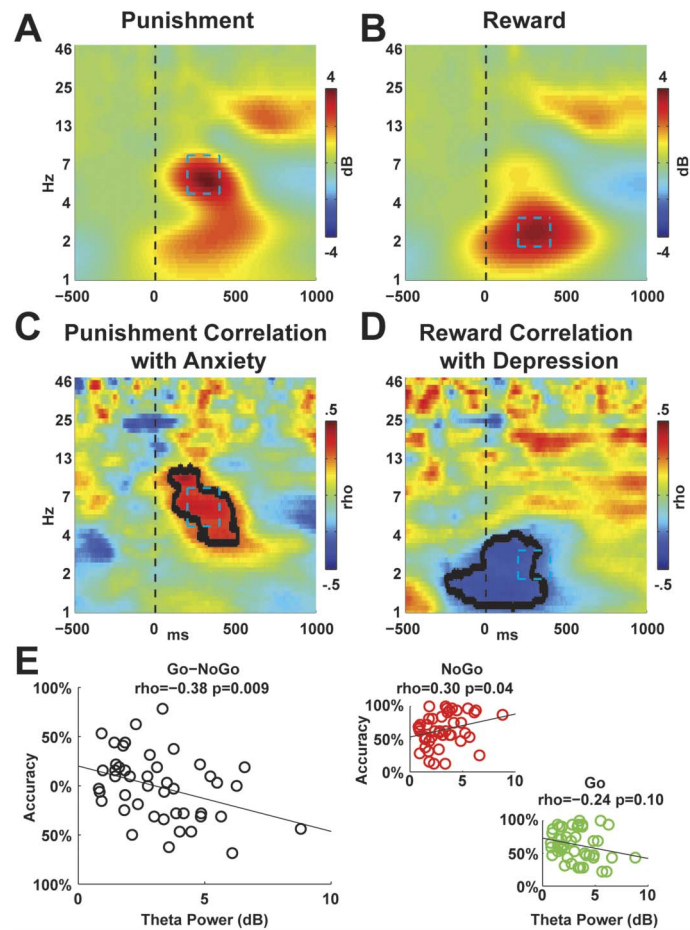 A Punishment
B Reward
46
25
13
7
4
2
1
Hz
-500 0 500 1000
4
dB
-4
46
25
13
7
4
2
1
-500 0 500 1000
4
dB
-4
C Punishment Correlation
with Anxiety
D Reward Correlation
with Depression
46
25
13
7
4
2
1
Hz
-500 0 500 1000
ms
.5
rho
-.5
46
25
13
7
4
2
1
-500 0 500 1000
ms
.5
rho
-.5
E
Go-NoGo
rho=-0.38 p=0.009
100%
50%
0%
50%
100%
Accuracy
0 5 10
Theta Power (dB)
NoGo
rho=0.30 p=0.04
100%
50%
0%
Accuracy
0 5 10
Go
rho=-0.24 p=0.10
100%
50%
0%
0 5 10
Theta Power (dB)